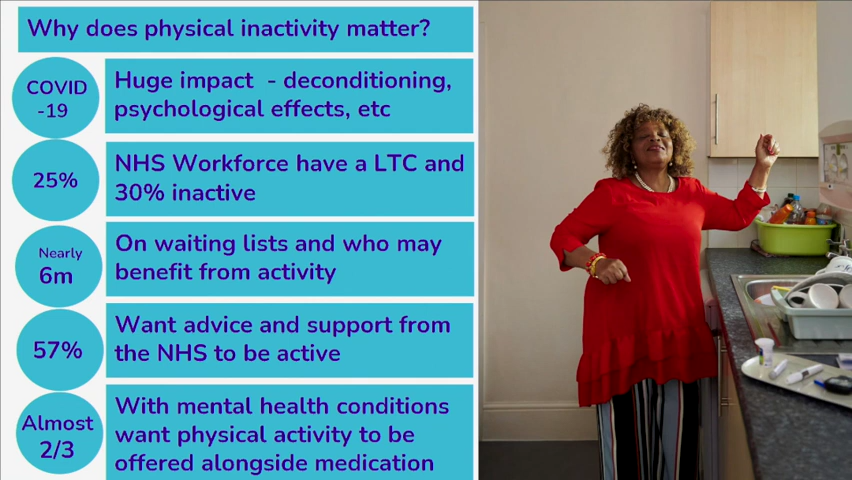 Why does physical inactivity matter?
COVID
-19
Huge impact - deconditioning,
psychological effects, etc
25%
NHS Workforce have a LTC and
30% inactive
Nearly
6m
On waiting lists and who may
benefit from activity
57%
Want advice and support from
the NHS to be active
Almost
2/3
With mental health conditions
want physical activity to be
offered alongside medication